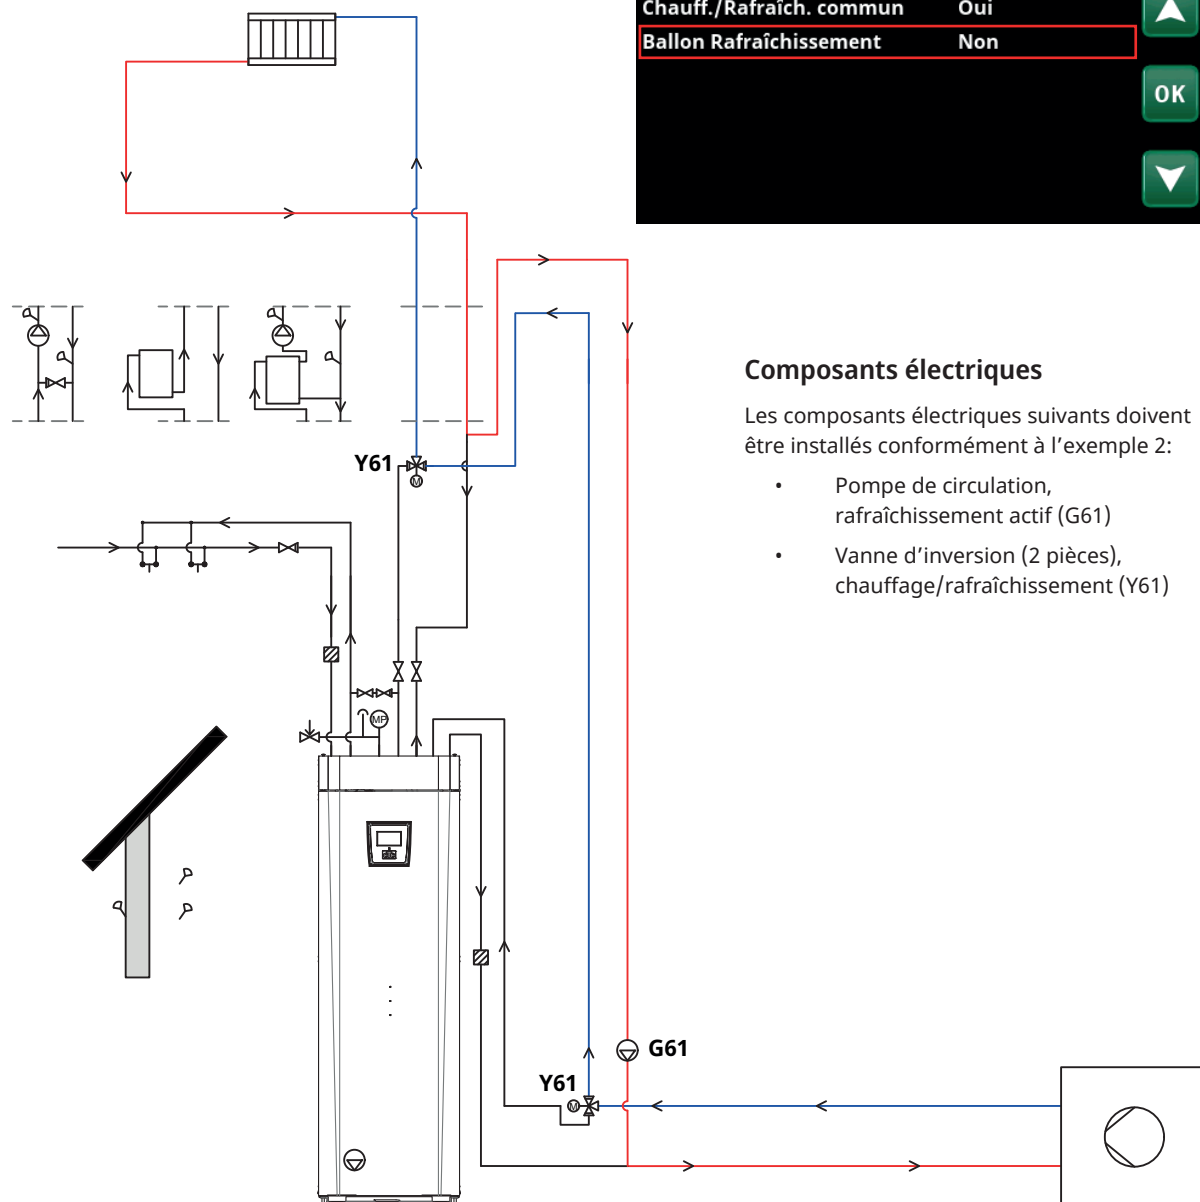 Chauff./Rafraîch. commun Oui
Ballon Rafraîchissement Non
OK
Composants électriques
Les composants électriques suivants doivent
être installés conformément à l'exemple 2:
• Pompe de circulation,
rafraîchissement actif (G61)
• Vanne d'inversion (2 pièces),
chauffage/rafraîchissement (Y61)
Y61
M
MP
G61
Y61
M